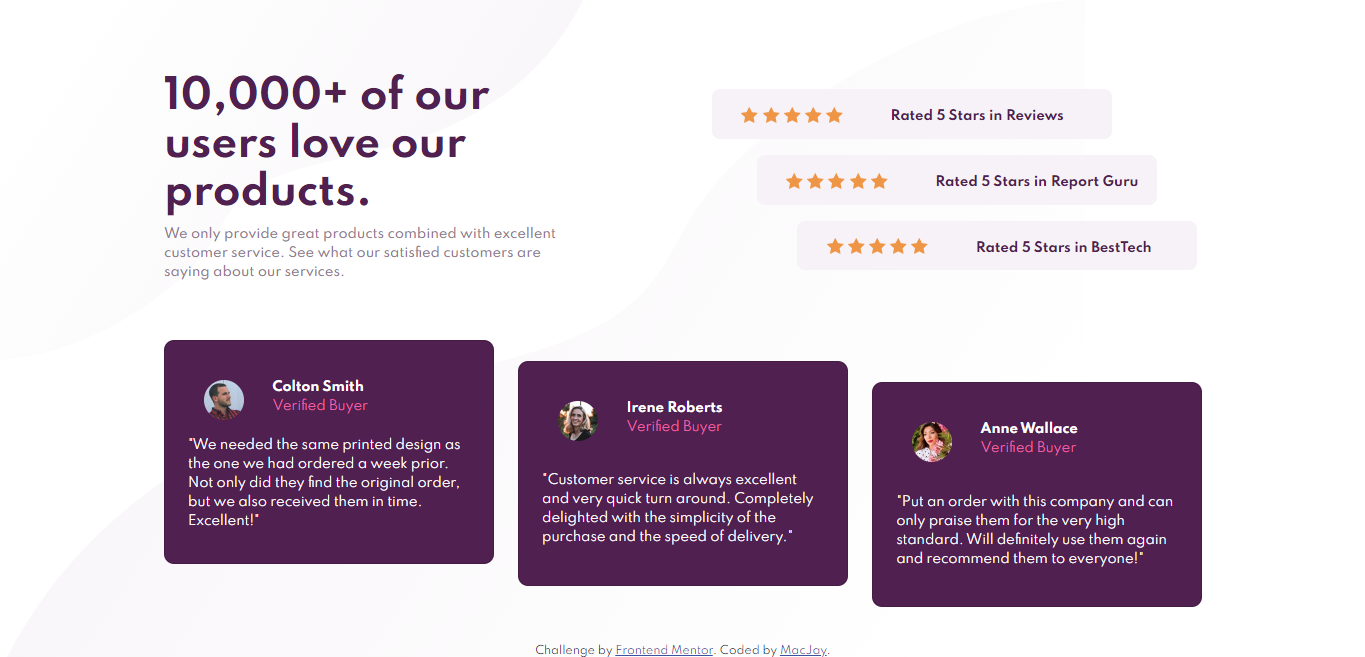 10,000+ of our
users love our
products.
We only provide great products combined with excellent
customer service. See what our satisfied customers are
saying about our services.
Rated 5 Stars in Reviews
Rated 5 Stars in Report Guru
Rated 5 Stars in BestTech
Colton Smith
Verified Buyer
"We needed the same printed design as
the one we had ordered a week prior.
Not only did they find the original order,
but we also received them in time.
Excellent!"
Irene Roberts
Verified Buyer
"Customer service is always excellent
and very quick turn around. Completely
delighted with the simplicity of the
purchase and the speed of delivery."
Anne Wallace
Verified Buyer
"Put an order with this company and can
only praise them for the very high
standard. Will definitely use them again
and recommend them to everyone!"
Challenge by Frontend Mentor. Coded by MacJay.